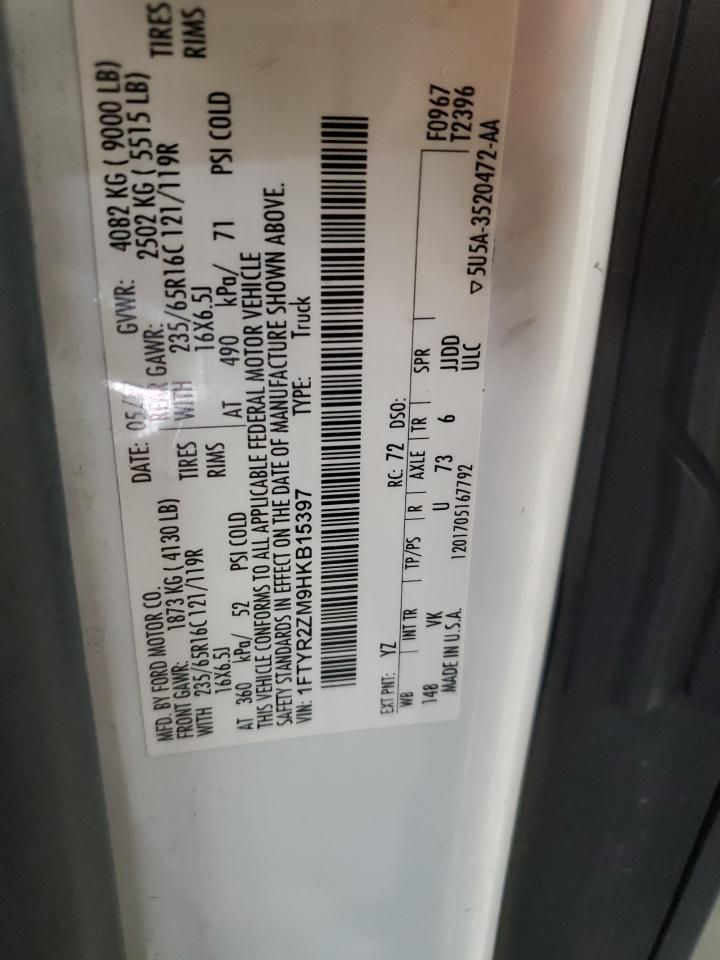 MFD. BY FORD MOTOR CO.
DATE: 05/ GVWR: 4082 KG ( 9000 LB)
FRONT GAWR: 1873 KG ( 4130 LB) REAR GAWR: 2502 KG ( 5515 LB)
WITH 235/65R16C 121/119R TIRES WITH 235/65R16C 121/119R TIRES
16X6.5J RIMS 16X6.5J RIMS
AT 360 kPa/ 52 PSI COLD AT 490 kPa/ 71 PSI COLD
THIS VEHICLE CONFORMS TO ALL APPLICABLE FEDERAL MOTOR VEHICLE
SAFETY STANDARDS IN EFFECT ON THE DATE OF MANUFACTURE SHOWN ABOVE.
VIN: 1FTYR2ZM9HKB15397 TYPE: Truck
F0967
T2396
EXT PNT: YZ RC: 72 DSO:
WB INT TR TP/PS R AXLE TR SPR
148 VK U 73 6 JJDD
MADE IN U.S.A. 1201705167792 ULC
▽5U5A-3520472-AA